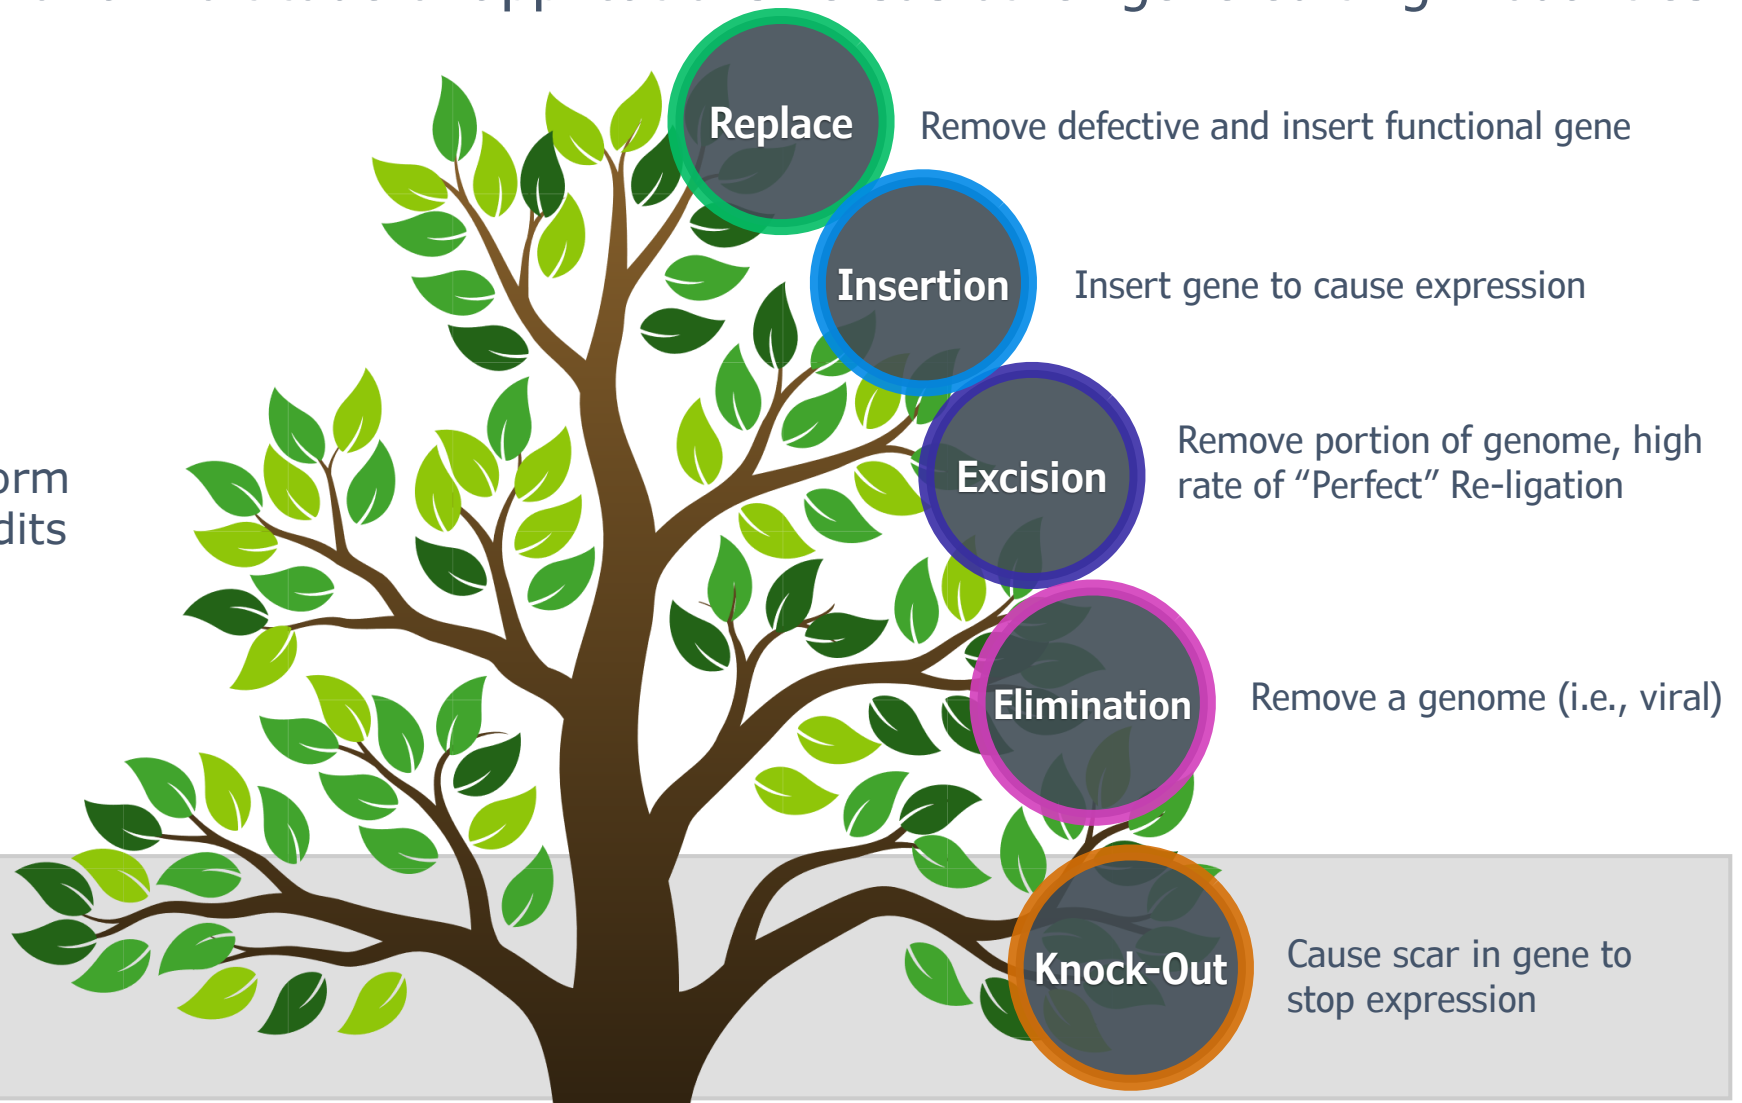 Replace
Remove defective and insert functional gene
Insertion
Insert gene to cause expression
Excision
Remove portion of genome, high
rate of “Perfect” Re-ligation
Elimination
Remove a genome (i.e., viral)
Knock-Out
Cause scar in gene to
stop expression